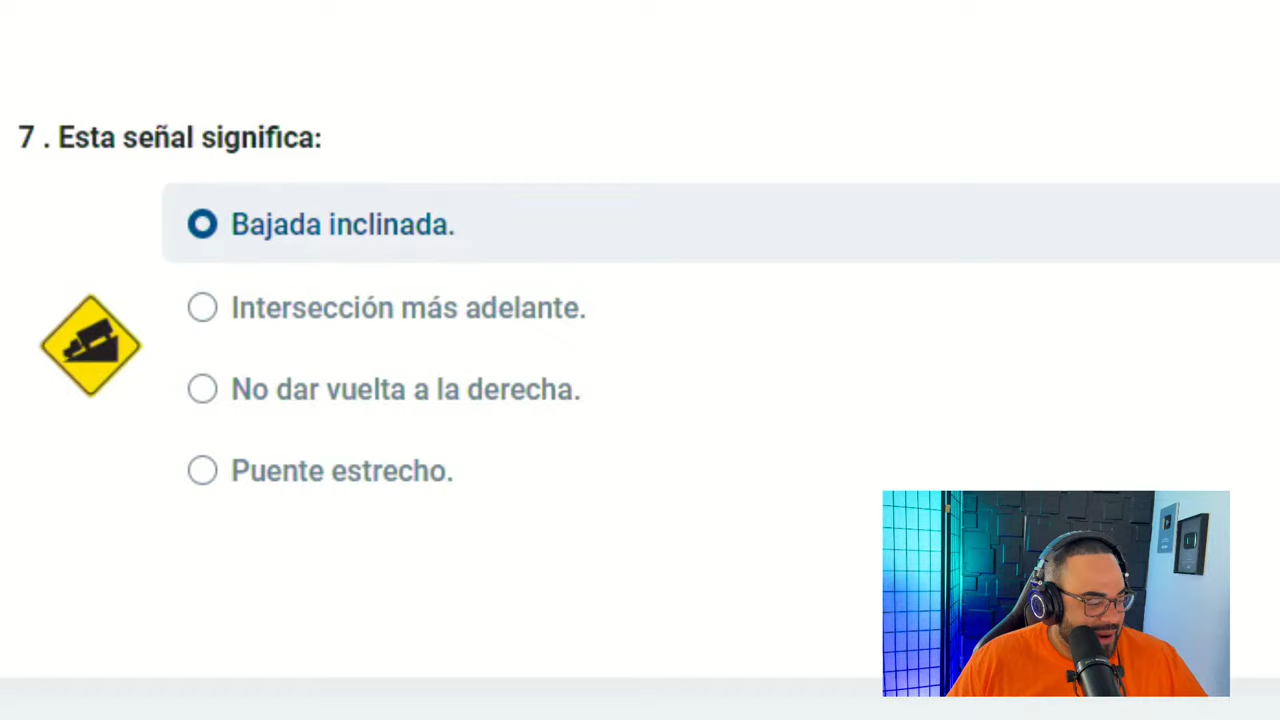 7 . Esta señal significa:
Bajada inclinada.
Intersección más adelante.
No dar vuelta a la derecha.
Puente estrecho.